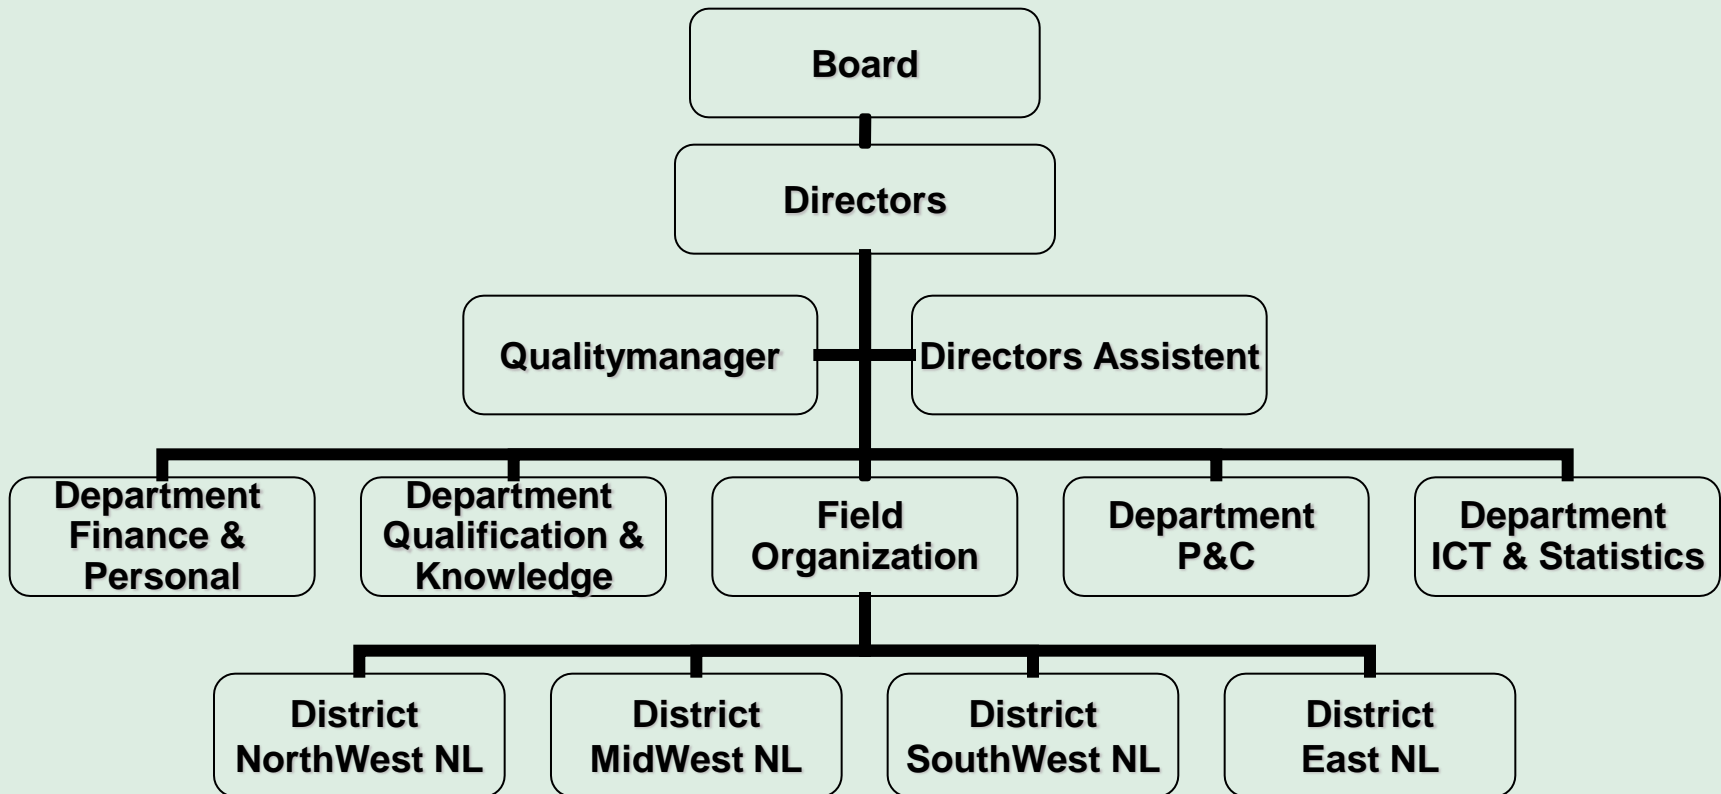 Board
Directors
Qualitymanager
Directors Assistent
Department
Finance &
Personal
Department
Qualification &
Knowledge
Field
Organization
Department
P&C
Department
ICT & Statistics
District
NorthWest NL
District
MidWest NL
District
SouthWest NL
District
East NL